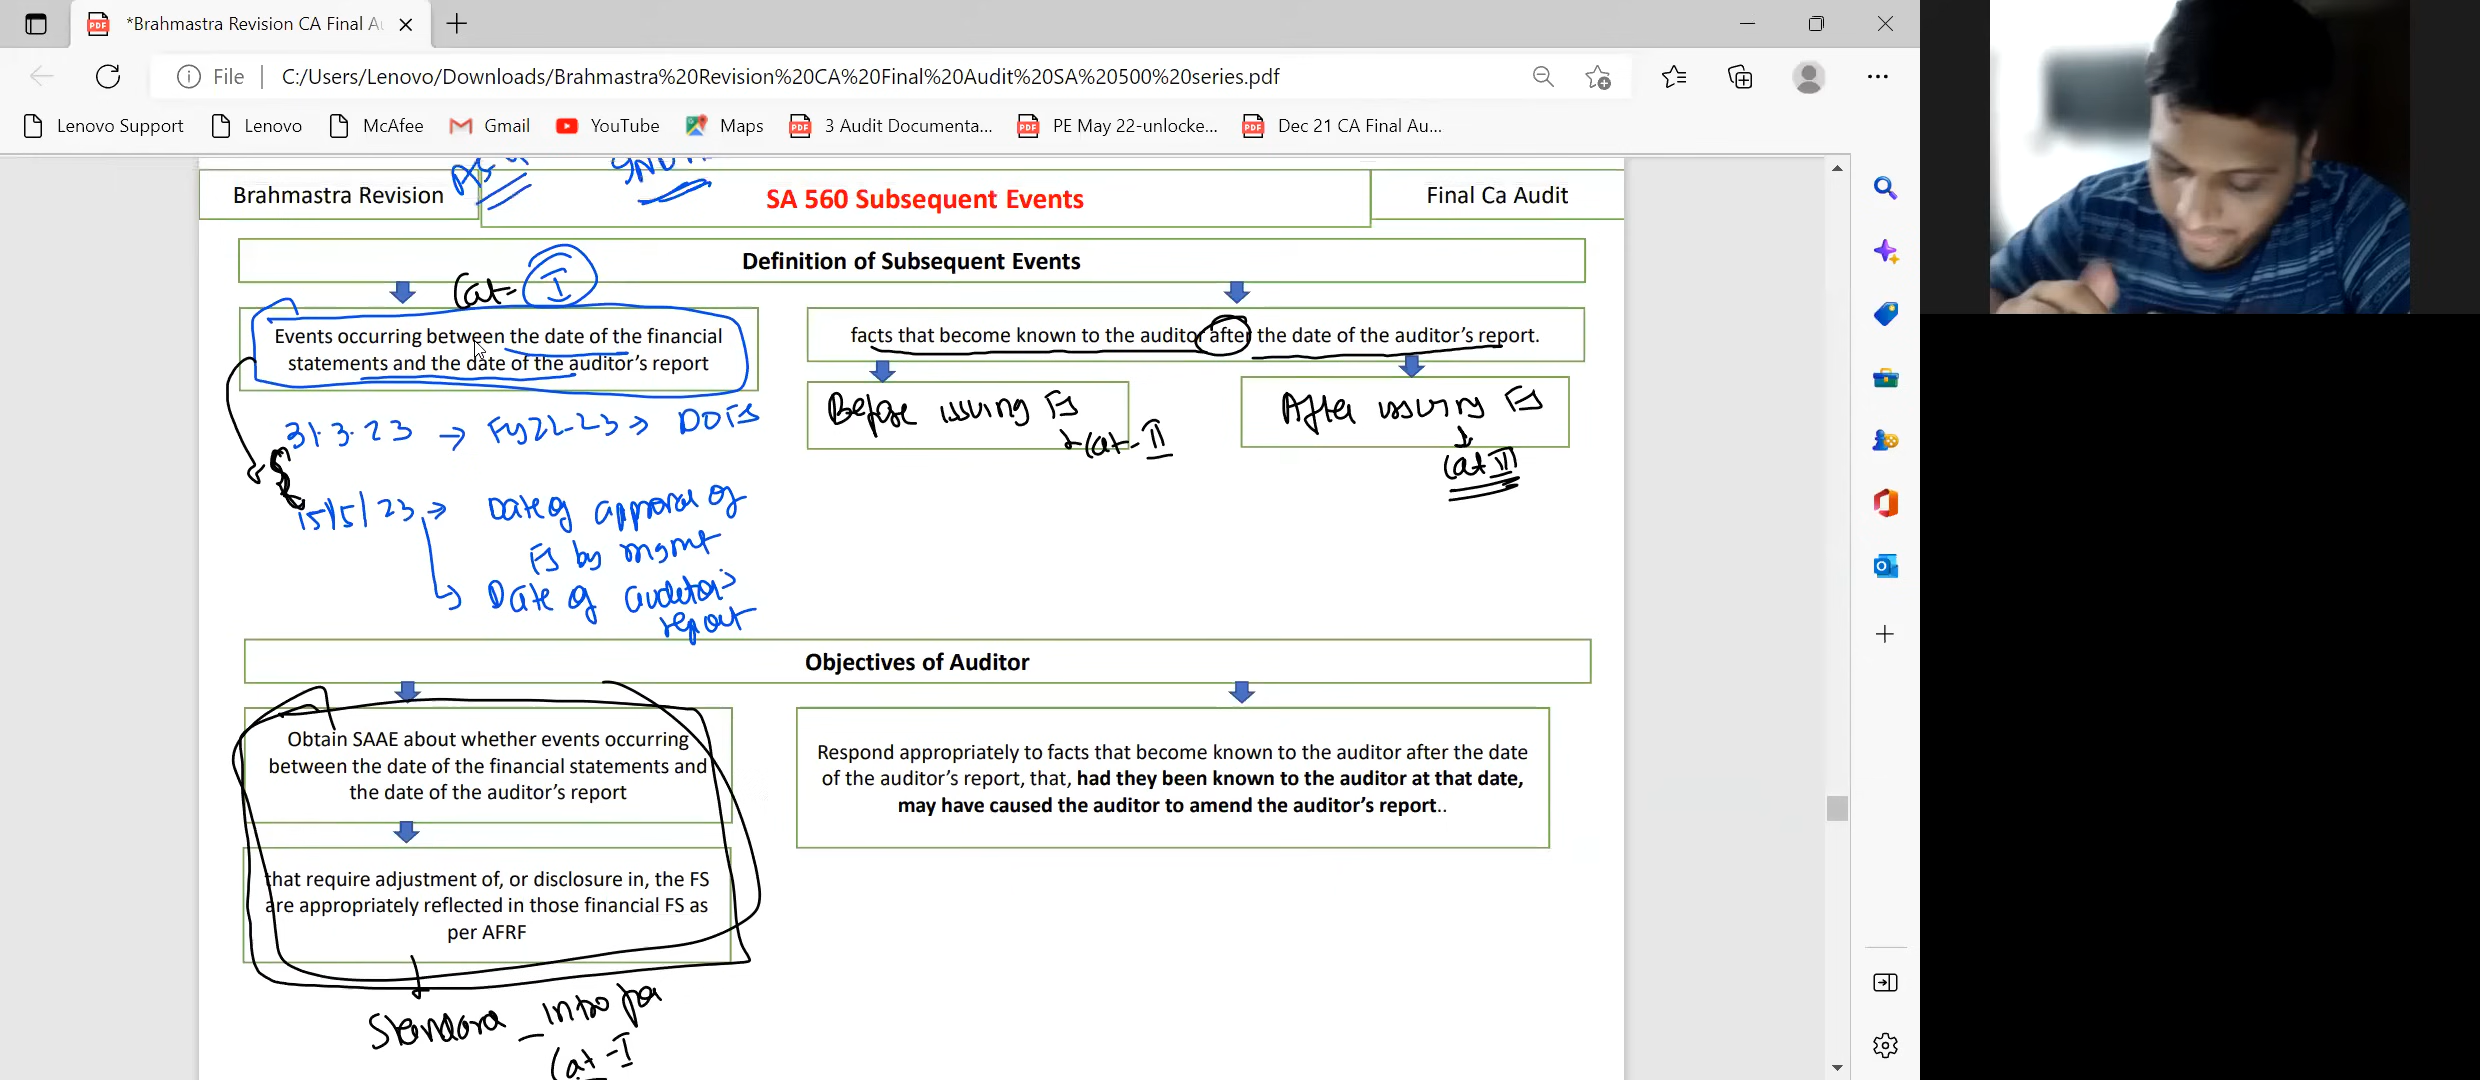 *Brahmastra Revision CA Final Au
File
C:/Users/Lenovo/Downloads/Brahmastra%20Revision%20CA%20Final%20Audit%20SA%20500%20series.pdf
Lenovo Support
Lenovo
McAfee
Gmail
YouTube
Maps
3 Audit Documenta...
PE May 22-unlocke...
Dec 21 CA Final Au...
Brahmastra Revision
SA 560 Subsequent Events
Final Ca Audit
Definition of Subsequent Events
Cat- I
Events occurring between the date of the financial
statements and the date of the auditor's report
facts that become known to the auditor after the date of the auditor's report.
Before issuing FS
Cat- II
After issuing FS
Cat III
31.3.23 → FY22-23 → DOFS
15/5/23 → Date of approval of
FS by mgmt
Date of auditor's
report
Objectives of Auditor
Obtain SAAE about whether events occurring
between the date of the financial statements and
the date of the auditor's report
that require adjustment of, or disclosure in, the FS
are appropriately reflected in those financial FS as
per AFRF
Respond appropriately to facts that become known to the auditor after the date
of the auditor's report, that, had they been known to the auditor at that date,
may have caused the auditor to amend the auditor's report..
Standard - intro for
Cat -I